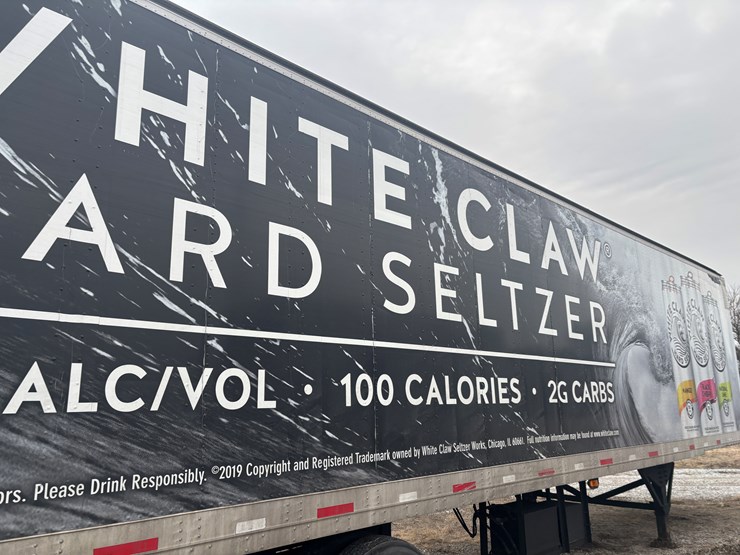 WHITE CLAW®
ARD SELTZER
ALC/VOL • 100 CALORIES • 2G CARBS
ors. Please Drink Responsibly. ©2019 Copyright and Registered Trademark owned by White Claw Seltzer Works, Chicago, IL 60661. Full nutrition information may be found at www.whiteclaw.com